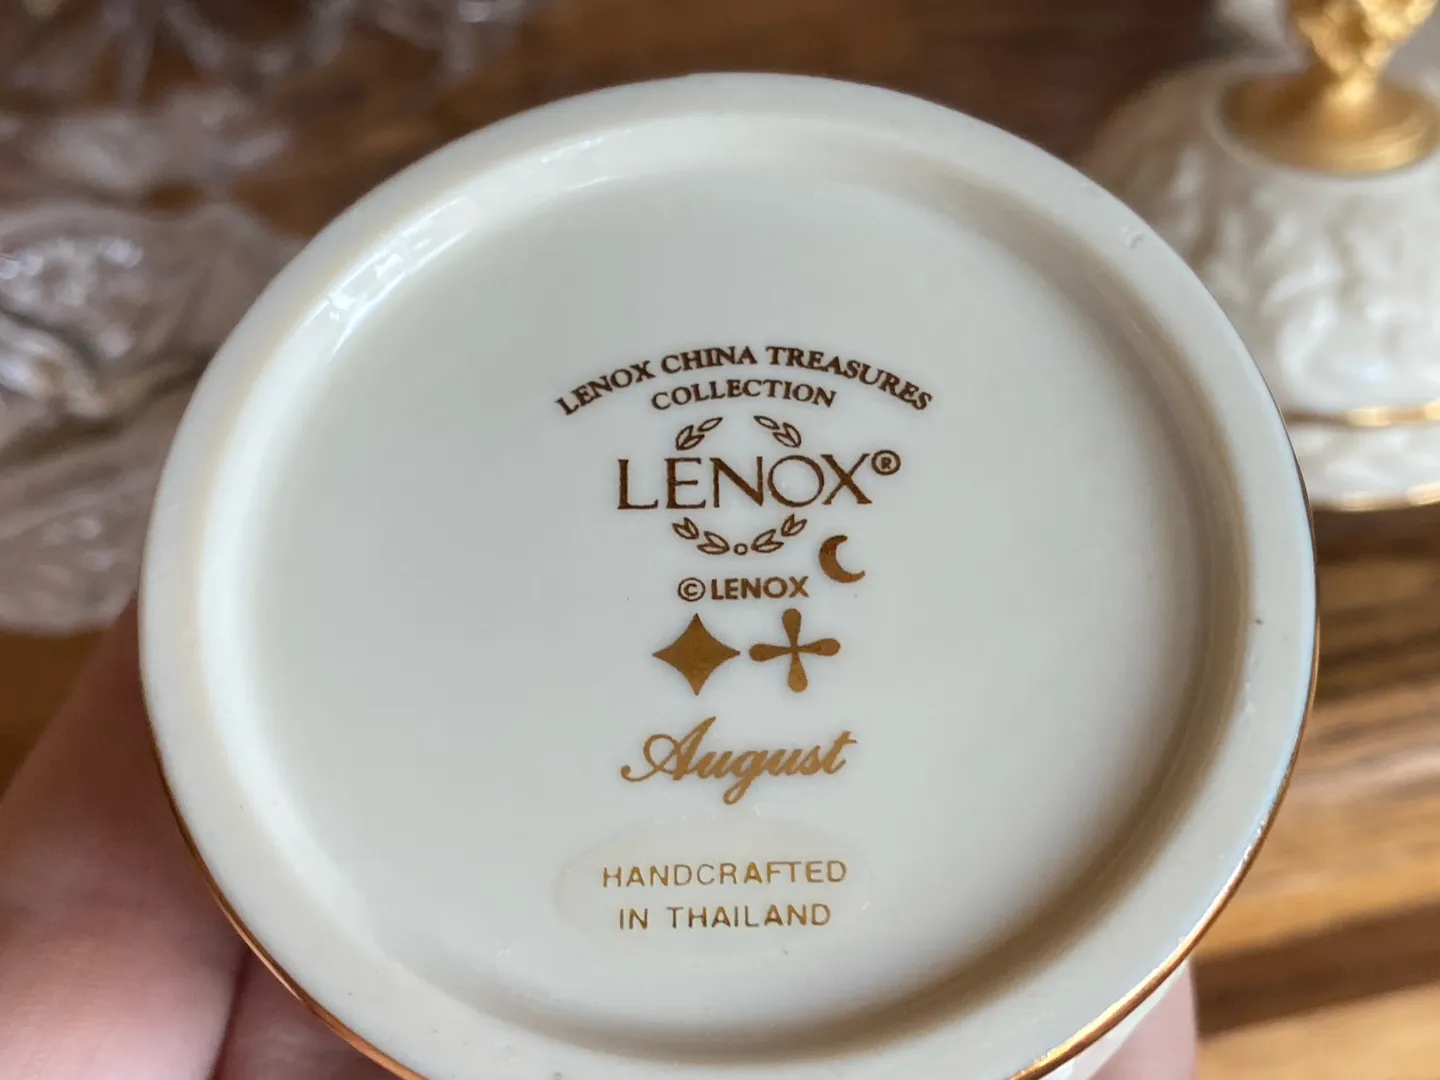 LENOX CHINA TREASURES
COLLECTION
LENOX®
©LENOX
August
HANDCRAFTED
IN THAILAND